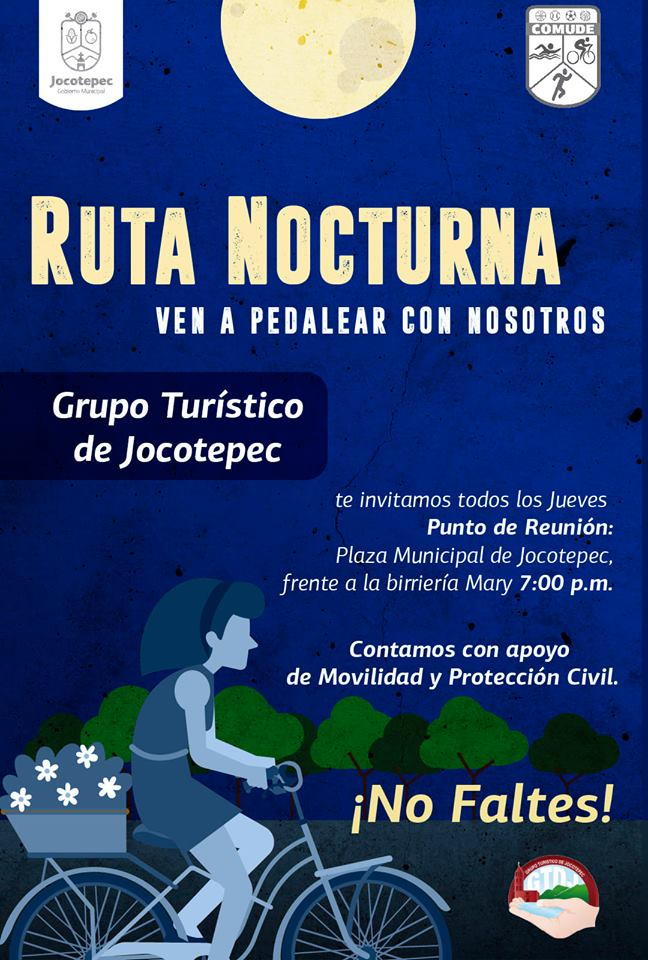 Jocotepec
Gobierno Municipal
COMUDE
RUTA NOCTURNA
VEN A PEDALEAR CON NOSOTROS
Grupo Turístico
de Jocotepec
te invitamos todos los Jueves
Punto de Reunión:
Plaza Municipal de Jocotepec,
frente a la birriería Mary 7:00 p.m.
Contamos con apoyo
de Movilidad y Protección Civil.
¡No Faltes!
GRUPO TURISTICO DE JOCOTEPEC
GTDJ